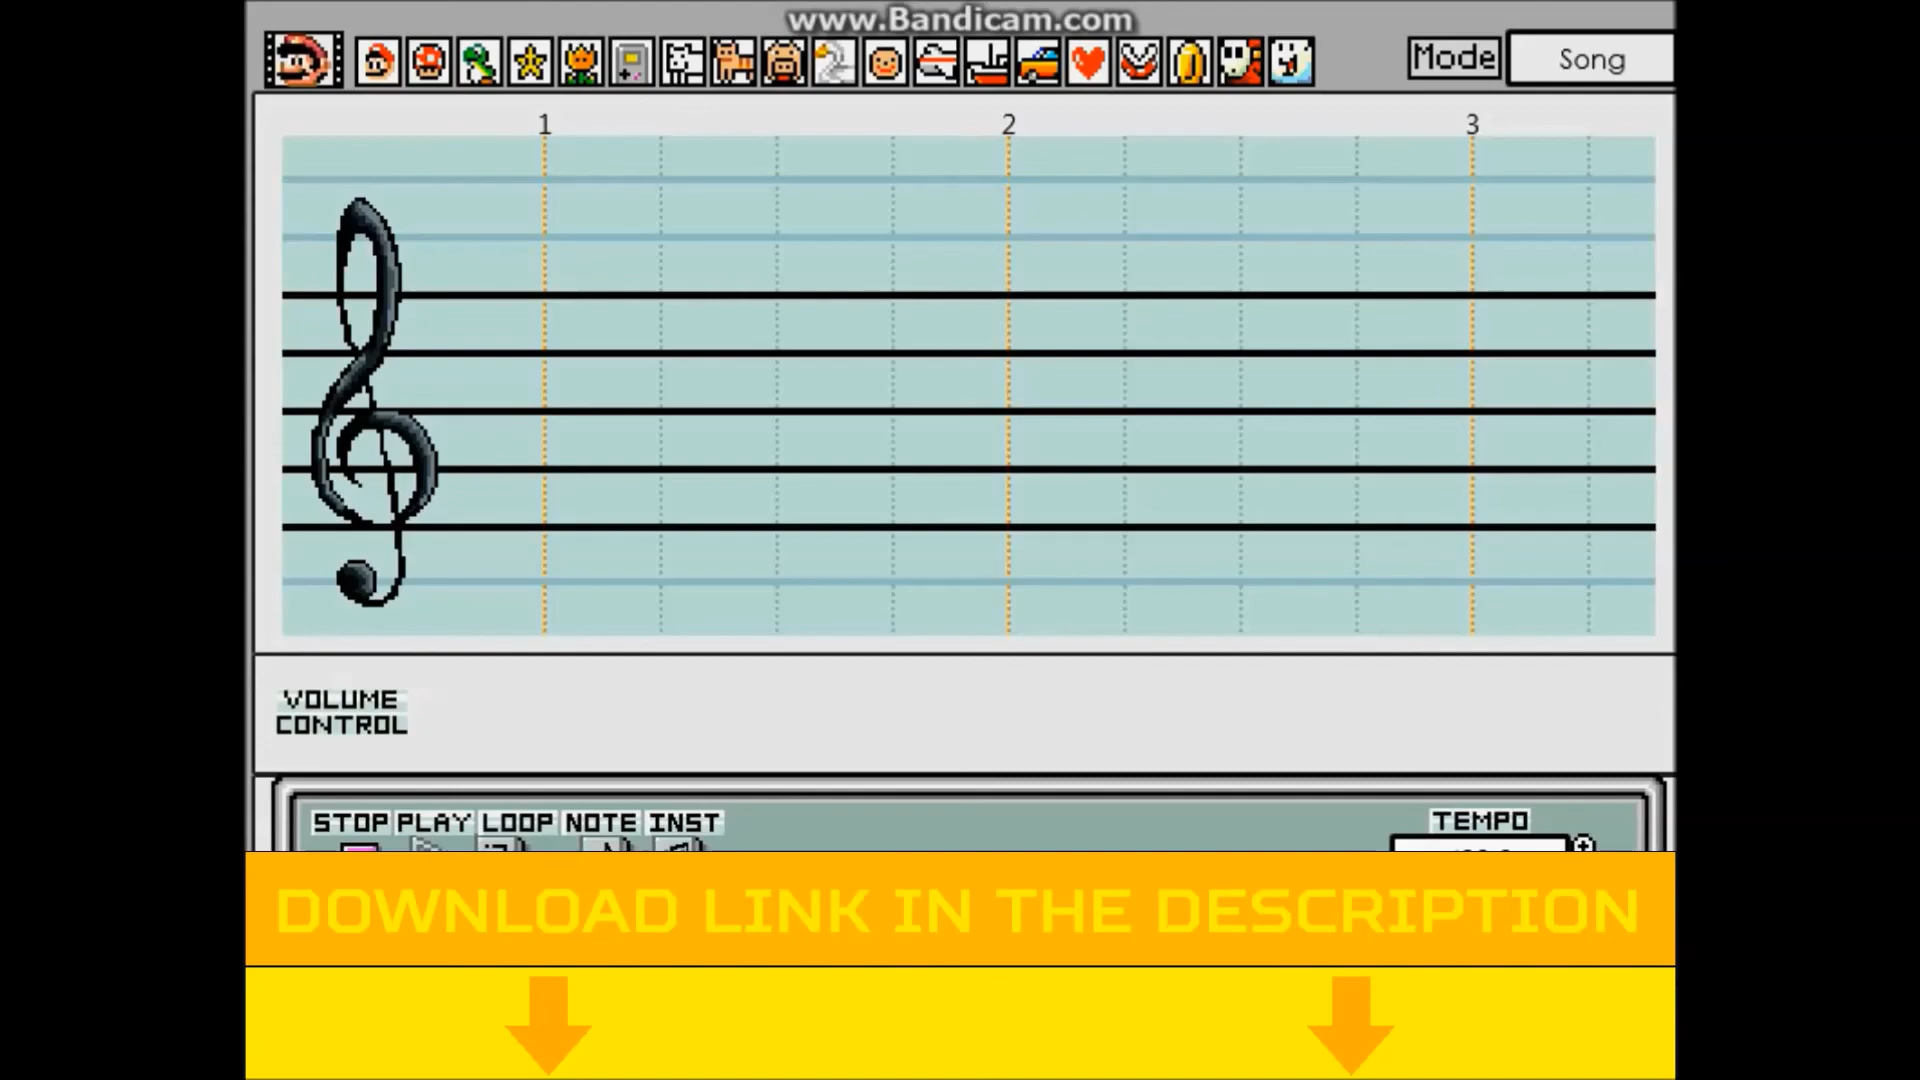 www.Bandicam.com
Mode Song
1 2 3
VOLUME
CONTROL
STOP PLAY LOOP NOTE INST TEMPO
DOWNLOAD LINK IN THE DESCRIPTION